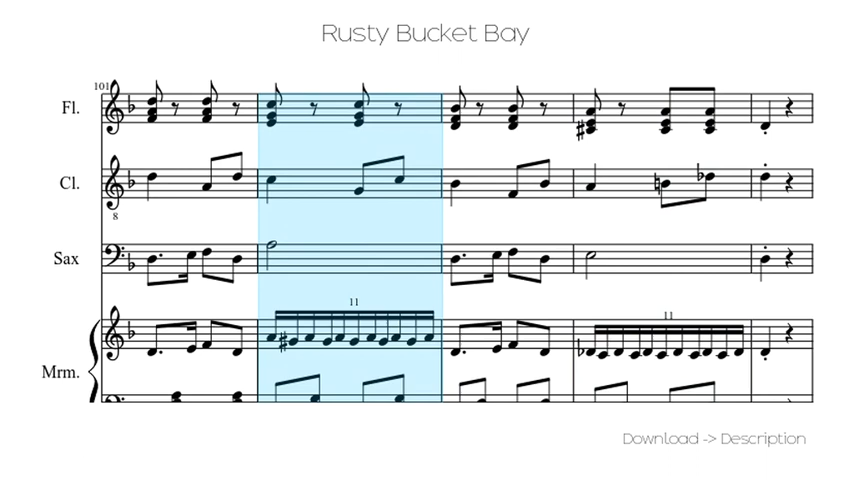 Rusty Bucket Bay
101
Fl.
Cl.
8
Sax
11
11
Mrm.
Download -> Description